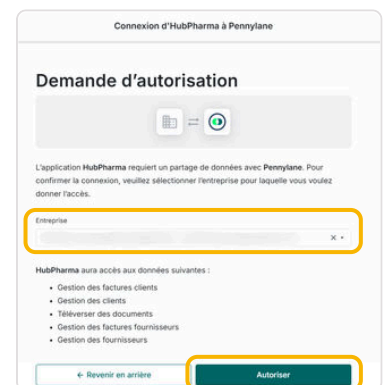 Connexion d'HubPharma à Pennylane
Demande d'autorisation
L'application HubPharma requiert un partage de données avec Pennylane. Pour
confirmer la connexion, veuillez sélectionner l'entreprise pour laquelle vous voulez
donner l'accès.
Entreprise
HubPharma aura accès aux données suivantes :
• Gestion des factures clients
• Gestion des clients
• Téléverser des documents
• Gestion des factures fournisseurs
• Gestion des fournisseurs
← Revenir en arrière
Autoriser